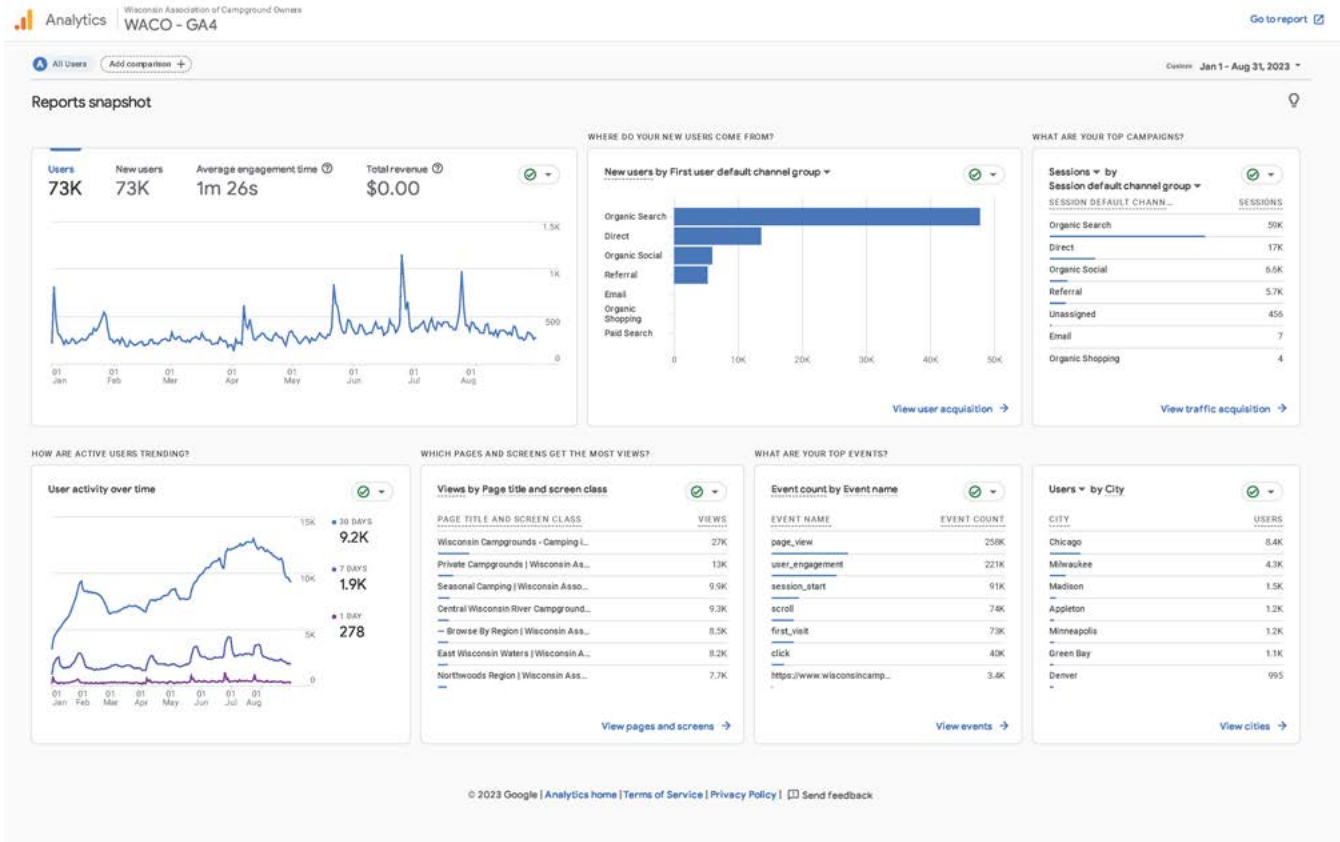 Analytics
Wisconsin Association of Campground Owners
WACO - GA4
Go to report
A All Users
Add comparison +
Custom Jan 1 - Aug 31, 2023
Reports snapshot
Users
73K
New users
73K
Average engagement time
1m 26s
Total revenue
$0.00
1.5K
1K
500
0
01 Jan
01 Feb
01 Mar
01 Apr
01 May
01 Jun
01 Jul
01 Aug
WHERE DO YOUR NEW USERS COME FROM?
New users by First user default channel group
Organic Search
Direct
Organic Social
Referral
Email
Organic
Shopping
Paid Search
0 10K 20K 30K 40K 50K
View user acquisition
WHAT ARE YOUR TOP CAMPAIGNS?
Sessions by
Session default channel group
SESSION DEFAULT CHANN... SESSIONS
Organic Search 59K
Direct 17K
Organic Social 6.6K
Referral 5.7K
Unassigned 456
Email 7
Organic Shopping 4
View traffic acquisition
HOW ARE ACTIVE USERS TRENDING?
User activity over time
15K
10K
5K
0
30 DAYS
9.2K
7 DAYS
1.9K
1 DAY
278
01 Jan
01 Feb
01 Mar
01 Apr
01 May
01 Jun
01 Jul
01 Aug
WHICH PAGES AND SCREENS GET THE MOST VIEWS?
Views by Page title and screen class
PAGE TITLE AND SCREEN CLASS VIEWS
Wisconsin Campgrounds - Camping i... 27K
Private Campgrounds | Wisconsin As... 13K
Seasonal Camping | Wisconsin Asso... 9.9K
Central Wisconsin River Campground... 9.3K
— Browse By Region | Wisconsin Ass... 8.5K
East Wisconsin Waters | Wisconsin A... 8.2K
Northwoods Region | Wisconsin Ass... 7.7K
View pages and screens
WHAT ARE YOUR TOP EVENTS?
Event count by Event name
EVENT NAME EVENT COUNT
page_view 258K
user_engagement 221K
session_start 91K
scroll 74K
first_visit 73K
click 40K
https://www.wisconsincamp... 3.4K
View events
Users by City
CITY USERS
Chicago 8.4K
Milwaukee 4.3K
Madison 1.5K
Appleton 1.2K
Minneapolis 1.2K
Green Bay 1.1K
Denver 995
View cities
© 2023 Google | Analytics home | Terms of Service | Privacy Policy | Send feedback